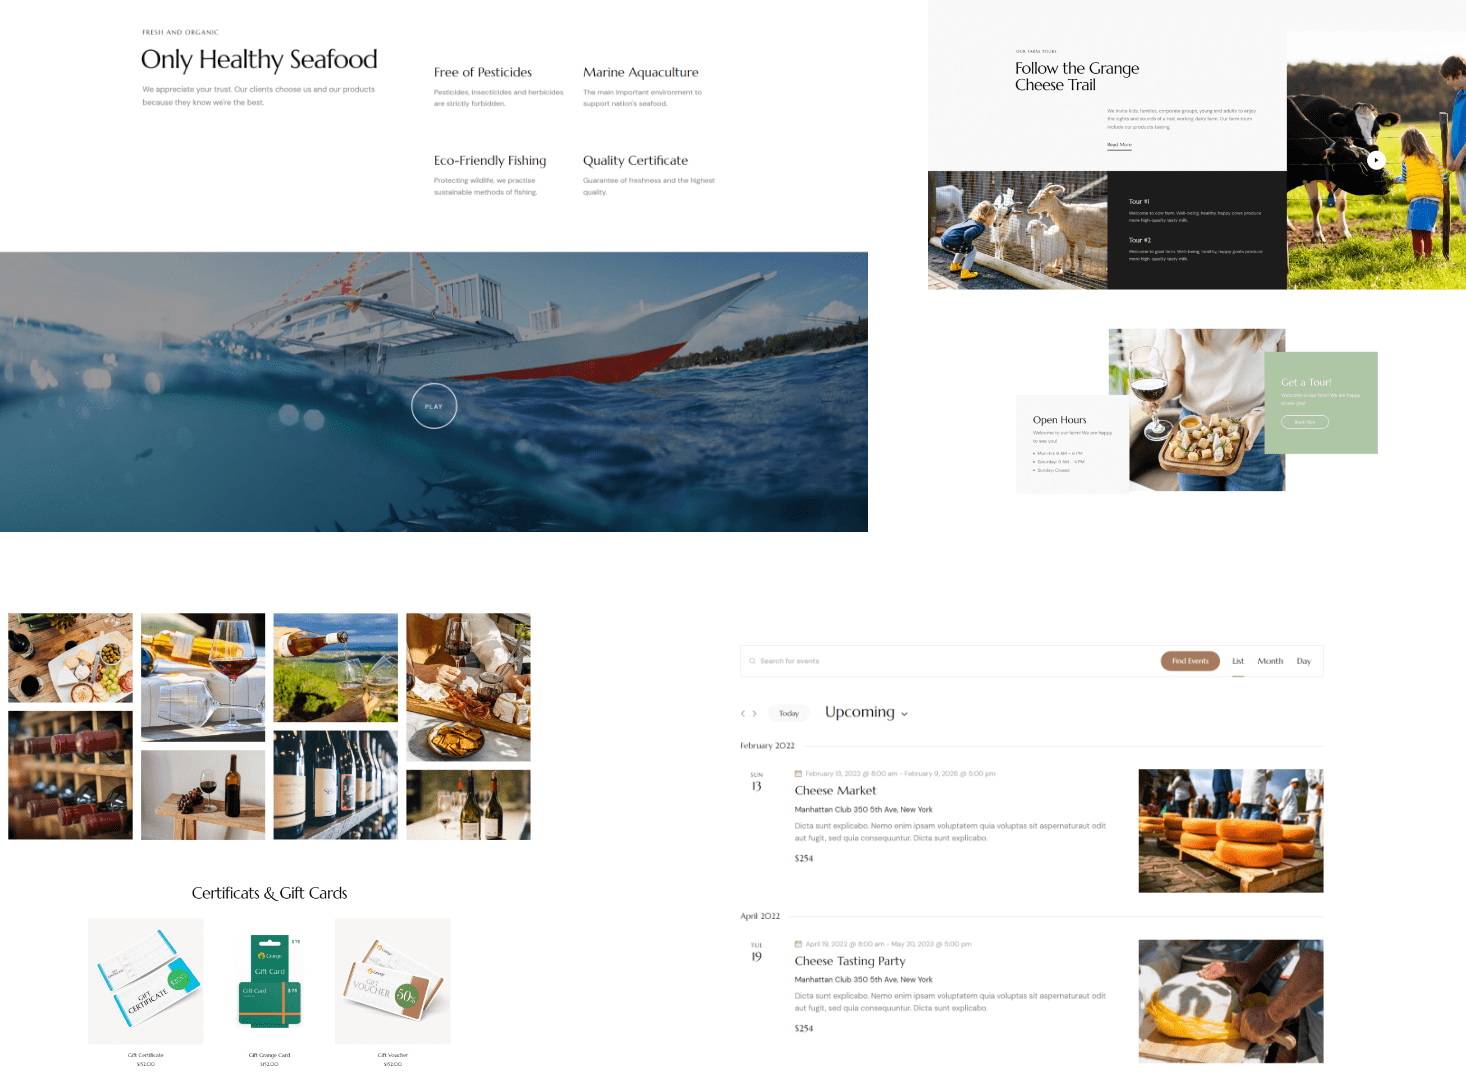 FRESH AND ORGANIC
Only Healthy Seafood
We appreciate your trust. Our clients choose us and our products
because they know we're the best.
Free of Pesticides
Pesticides, insecticides and herbicides
are strictly forbidden.
Marine Aquaculture
The main important environment to
support nation's seafood.
Eco-Friendly Fishing
Protecting wildlife, we practise
sustainable methods of fishing.
Quality Certificate
Guarantee of freshness and the highest
quality.
PLAY
OUR FARM TOURS
Follow the Grange
Cheese Trail
We invite kids, families, corporate groups, young and adults to enjoy
the sights and sounds of a real, working dairy farm. Our farm tours
include our products tasting.
Read More
Tour #1
Welcome to cow farm. Well-being, healthy, happy cows produce
more high-quality tasty milk.
Tour #2
Welcome to goat farm. Well-being, healthy, happy goats produce
more high-quality tasty milk.
Open Hours
Welcome to our farm! We are happy
to see you!
Mon-Fri: 9 AM - 6 PM
Saturday: 9 AM - 4 PM
Sunday: Closed
Get a Tour!
Welcome to our farm! We are happy
to see you!
Book Now
Certificats & Gift Cards
GIFT
CERTIFICATE
Gift Certificate
$152.00
$75
Grange
Gift Card
Gift Card
$75
Gift Grange Card
$152.00
Grange
Grange
GIFT
VOUCHER
50%
Gift Voucher
$152.00
Search for events
Find Events
List
Month
Day
Today
Upcoming
February 2022
SUN
13
February 13, 2022 @ 8:00 am - February 9, 2026 @ 5:00 pm
Cheese Market
Manhattan Club 350 5th Ave, New York
Dicta sunt explicabo. Nemo enim ipsam voluptatem quia voluptas sit aspernaturaut odit
aut fugit, sed quia consequuntur. Dicta sunt explicabo.
$254
April 2022
TUE
19
April 19, 2022 @ 8:00 am - May 20, 2023 @ 5:00 pm
Cheese Tasting Party
Manhattan Club 350 5th Ave, New York
Dicta sunt explicabo. Nemo enim ipsam voluptatem quia voluptas sit aspernaturaut odit
aut fugit, sed quia consequuntur. Dicta sunt explicabo.
$254